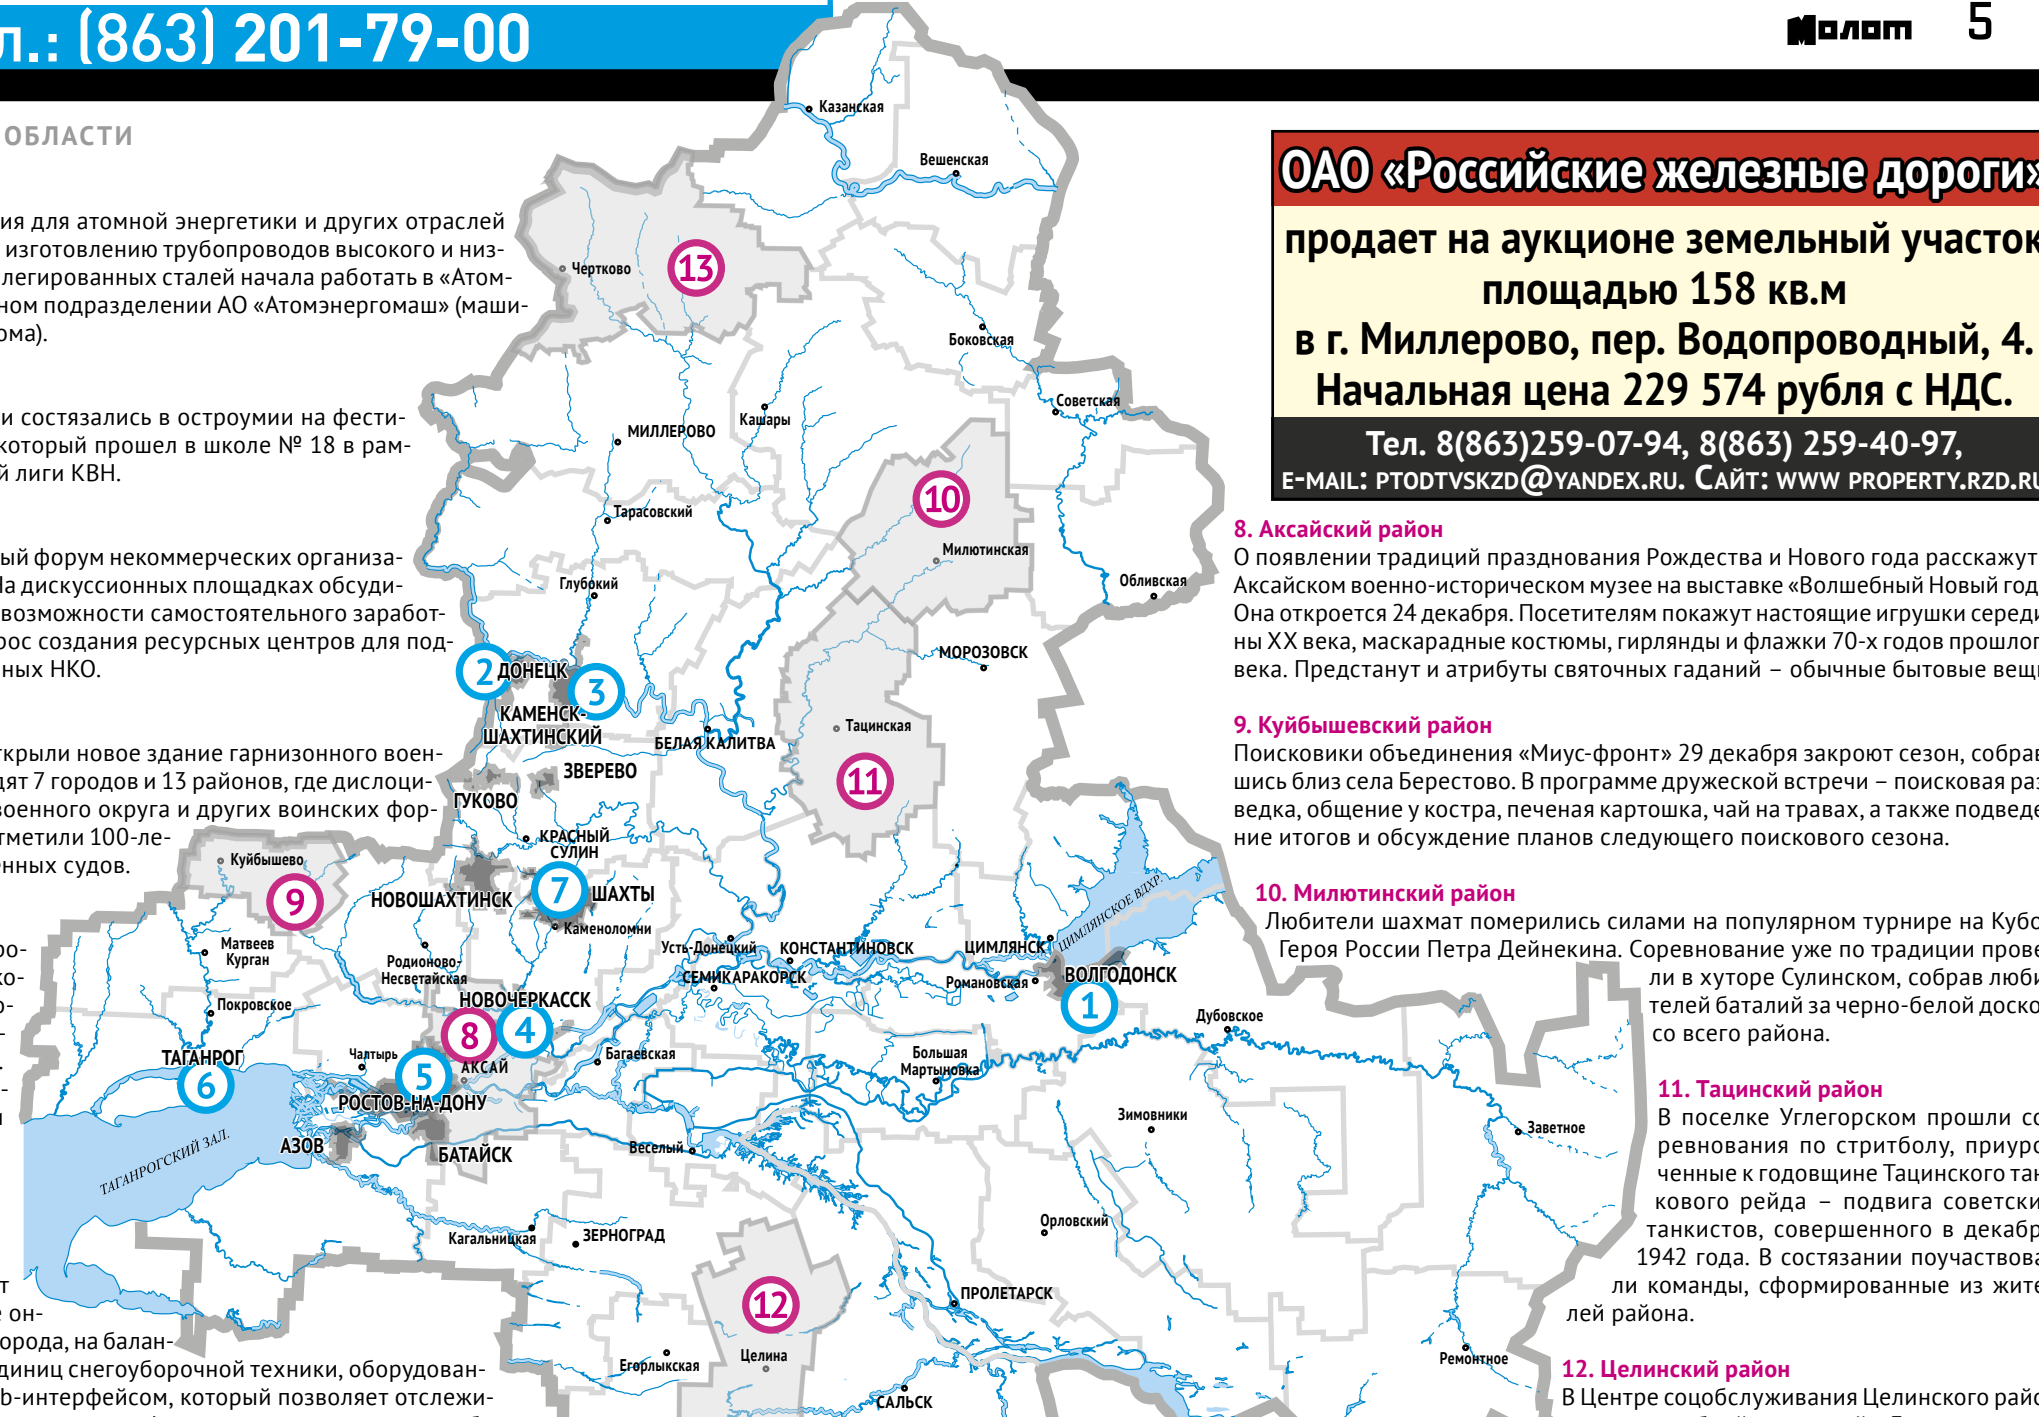 л.: (863) 201-79-00
Молот 5
ОБЛАСТИ
ия для атомной энергетики и других отраслей
изготовлению трубопроводов высокого и низ-
легированных сталей начала работать в «Атом-
ном подразделении АО «Атомэнергомаш» (маши-
ома).
и состязались в остроумии на фести-
который прошел в школе № 18 в рам-
й лиги КВН.
ный форум некоммерческих организа-
На дискуссионных площадках обсуди-
возможности самостоятельного заработ-
рос создания ресурсных центров для под-
ных НКО.
ткрыли новое здание гарнизонного воен-
дят 7 городов и 13 районов, где дислоци-
военного округа и других воинских фор-
тметили 100-ле-
енных судов.
ро-
ко-
о-
-
.
-
т
е он-
орода, на балан-
диниц снегоуборочной техники, оборудован-
b-интерфейсом, который позволяет отслежи-
Казанская
Вешенская
Чертково
13
Боковская
Советская
Кашары
МИЛЛЕРОВО
10
Тарасовский
Милютинская
Глубокий
Обливская
МОРОЗОВСК
2
ДОНЕЦК
3
КАМЕНСК-
ШАХТИНСКИЙ
Тацинская
БЕЛАЯ КАЛИТВА
ЗВЕРЕВО
11
ГУКОВО
КРАСНЫЙ
СУЛИН
Куйбышево
7
ШАХТЫ
9
НОВОШАХТИНСК
Каменоломни
ЦИМЛЯНСКОЕ ВДХР.
Матвеев
Курган
Родионово-
Несветайская
Усть-Донецкий
КОНСТАНТИНОВСК
ЦИМЛЯНСК
СЕМИКАРАКОРСК
Романовская
ВОЛГОДОНСК
1
Покровское
НОВОЧЕРКАССК
8
4
Дубовское
ТАГАНРОГ
6
Чалтырь
5
АКСАЙ
Багаевская
Большая
Мартыновка
РОСТОВ-НА-ДОНУ
Зимовники
Заветное
ТАГАНРОГСКИЙ ЗАЛ.
АЗОВ
БАТАЙСК
Веселый
Орловский
Кагальницкая
ЗЕРНОГРАД
12
ПРОЛЕТАРСК
Егорлыкская
Целина
Ремонтное
САЛЬСК
ОАО «Российские железные дороги»
продает на аукционе земельный участок
площадью 158 кв.м
в г. Миллерово, пер. Водопроводный, 4.
Начальная цена 229 574 рубля с НДС.
Тел. 8(863)259-07-94, 8(863) 259-40-97,
E-MAIL: PTODTVSKZD@YANDEX.RU. САЙТ: WWW PROPERTY.RZD.RU
8. Аксайский район
О появлении традиций празднования Рождества и Нового года расскажут
Аксайском военно-историческом музее на выставке «Волшебный Новый год
Она откроется 24 декабря. Посетителям покажут настоящие игрушки середи
ны ХХ века, маскарадные костюмы, гирлянды и флажки 70-х годов прошлог
века. Предстанут и атрибуты святочных гаданий – обычные бытовые вещи
9. Куйбышевский район
Поисковики объединения «Миус-фронт» 29 декабря закроют сезон, собрав
шись близ села Берестово. В программе дружеской встречи – поисковая раз
ведка, общение у костра, печеная картошка, чай на травах, а также подведе
ние итогов и обсуждение планов следующего поискового сезона.
10. Милютинский район
Любители шахмат померились силами на популярном турнире на Кубо
Героя России Петра Дейнекина. Соревнование уже по традиции прове
ли в хуторе Сулинском, собрав люби
телей баталий за черно-белой доско
со всего района.
11. Тацинский район
В поселке Углегорском прошли со
ревнования по стритболу, приуро
ченные к годовщине Тацинского тан
кового рейда – подвига советски
танкистов, совершенного в декабр
1942 года. В состязании поучаствова
ли команды, сформированные из жите
лей района.
12. Целинский район
В Центре соцобслуживания Целинского райо